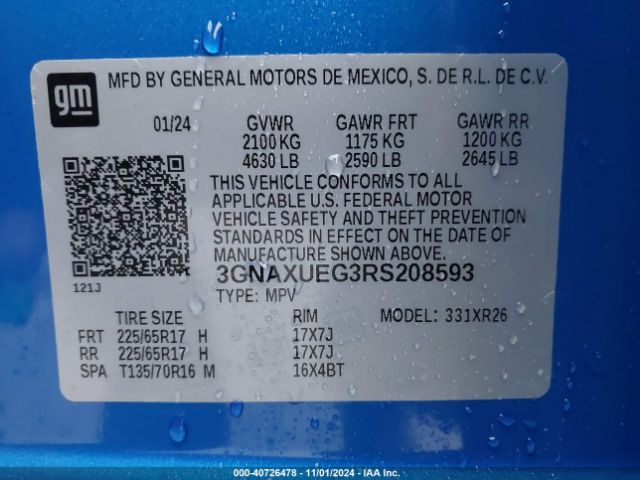 gm
MFD BY GENERAL MOTORS DE MEXICO, S. DE R.L. DE C.V.
01/24 GVWR GAWR FRT GAWR RR
2100 KG 1175 KG 1200 KG
4630 LB 2590 LB 2645 LB
THIS VEHICLE CONFORMS TO ALL
APPLICABLE U.S. FEDERAL MOTOR
VEHICLE SAFETY AND THEFT PREVENTION
STANDARDS IN EFFECT ON THE DATE OF
MANUFACTURE SHOWN ABOVE.
3GNAXUEG3RS208593
121J
TYPE: MPV
TIRE SIZE RIM MODEL: 331XR26
FRT 225/65R17 H 17X7J
RR 225/65R17 H 17X7J
SPA T135/70R16 M 16X4BT
000-40726478 - 11/01/2024 - IAA Inc.